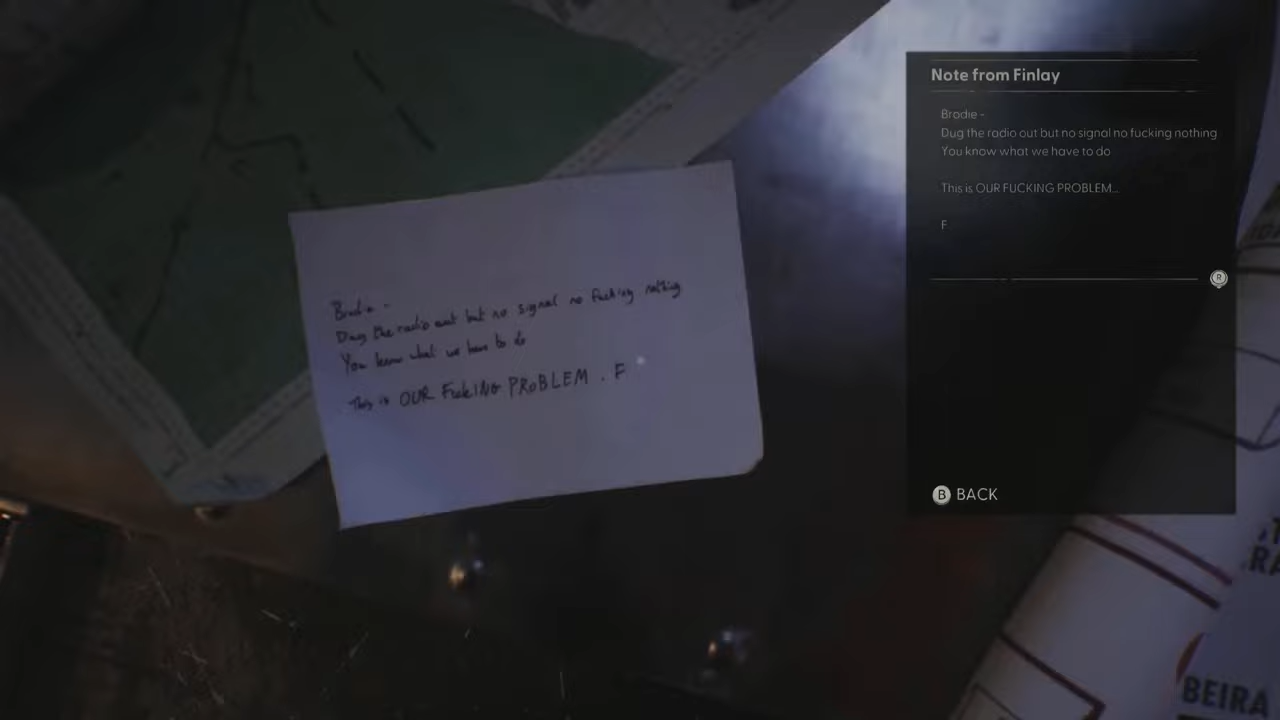 Brodie -
Dug the radio out but no signal no fucking nothing
You know what we have to do
This is OUR FuckING PROBLEM . F
Note from Finlay
Brodie -
Dug the radio out but no signal no fucking nothing
You know what we have to do
This is OUR FUCKING PROBLEM...
F
R
B BACK
BEIRA